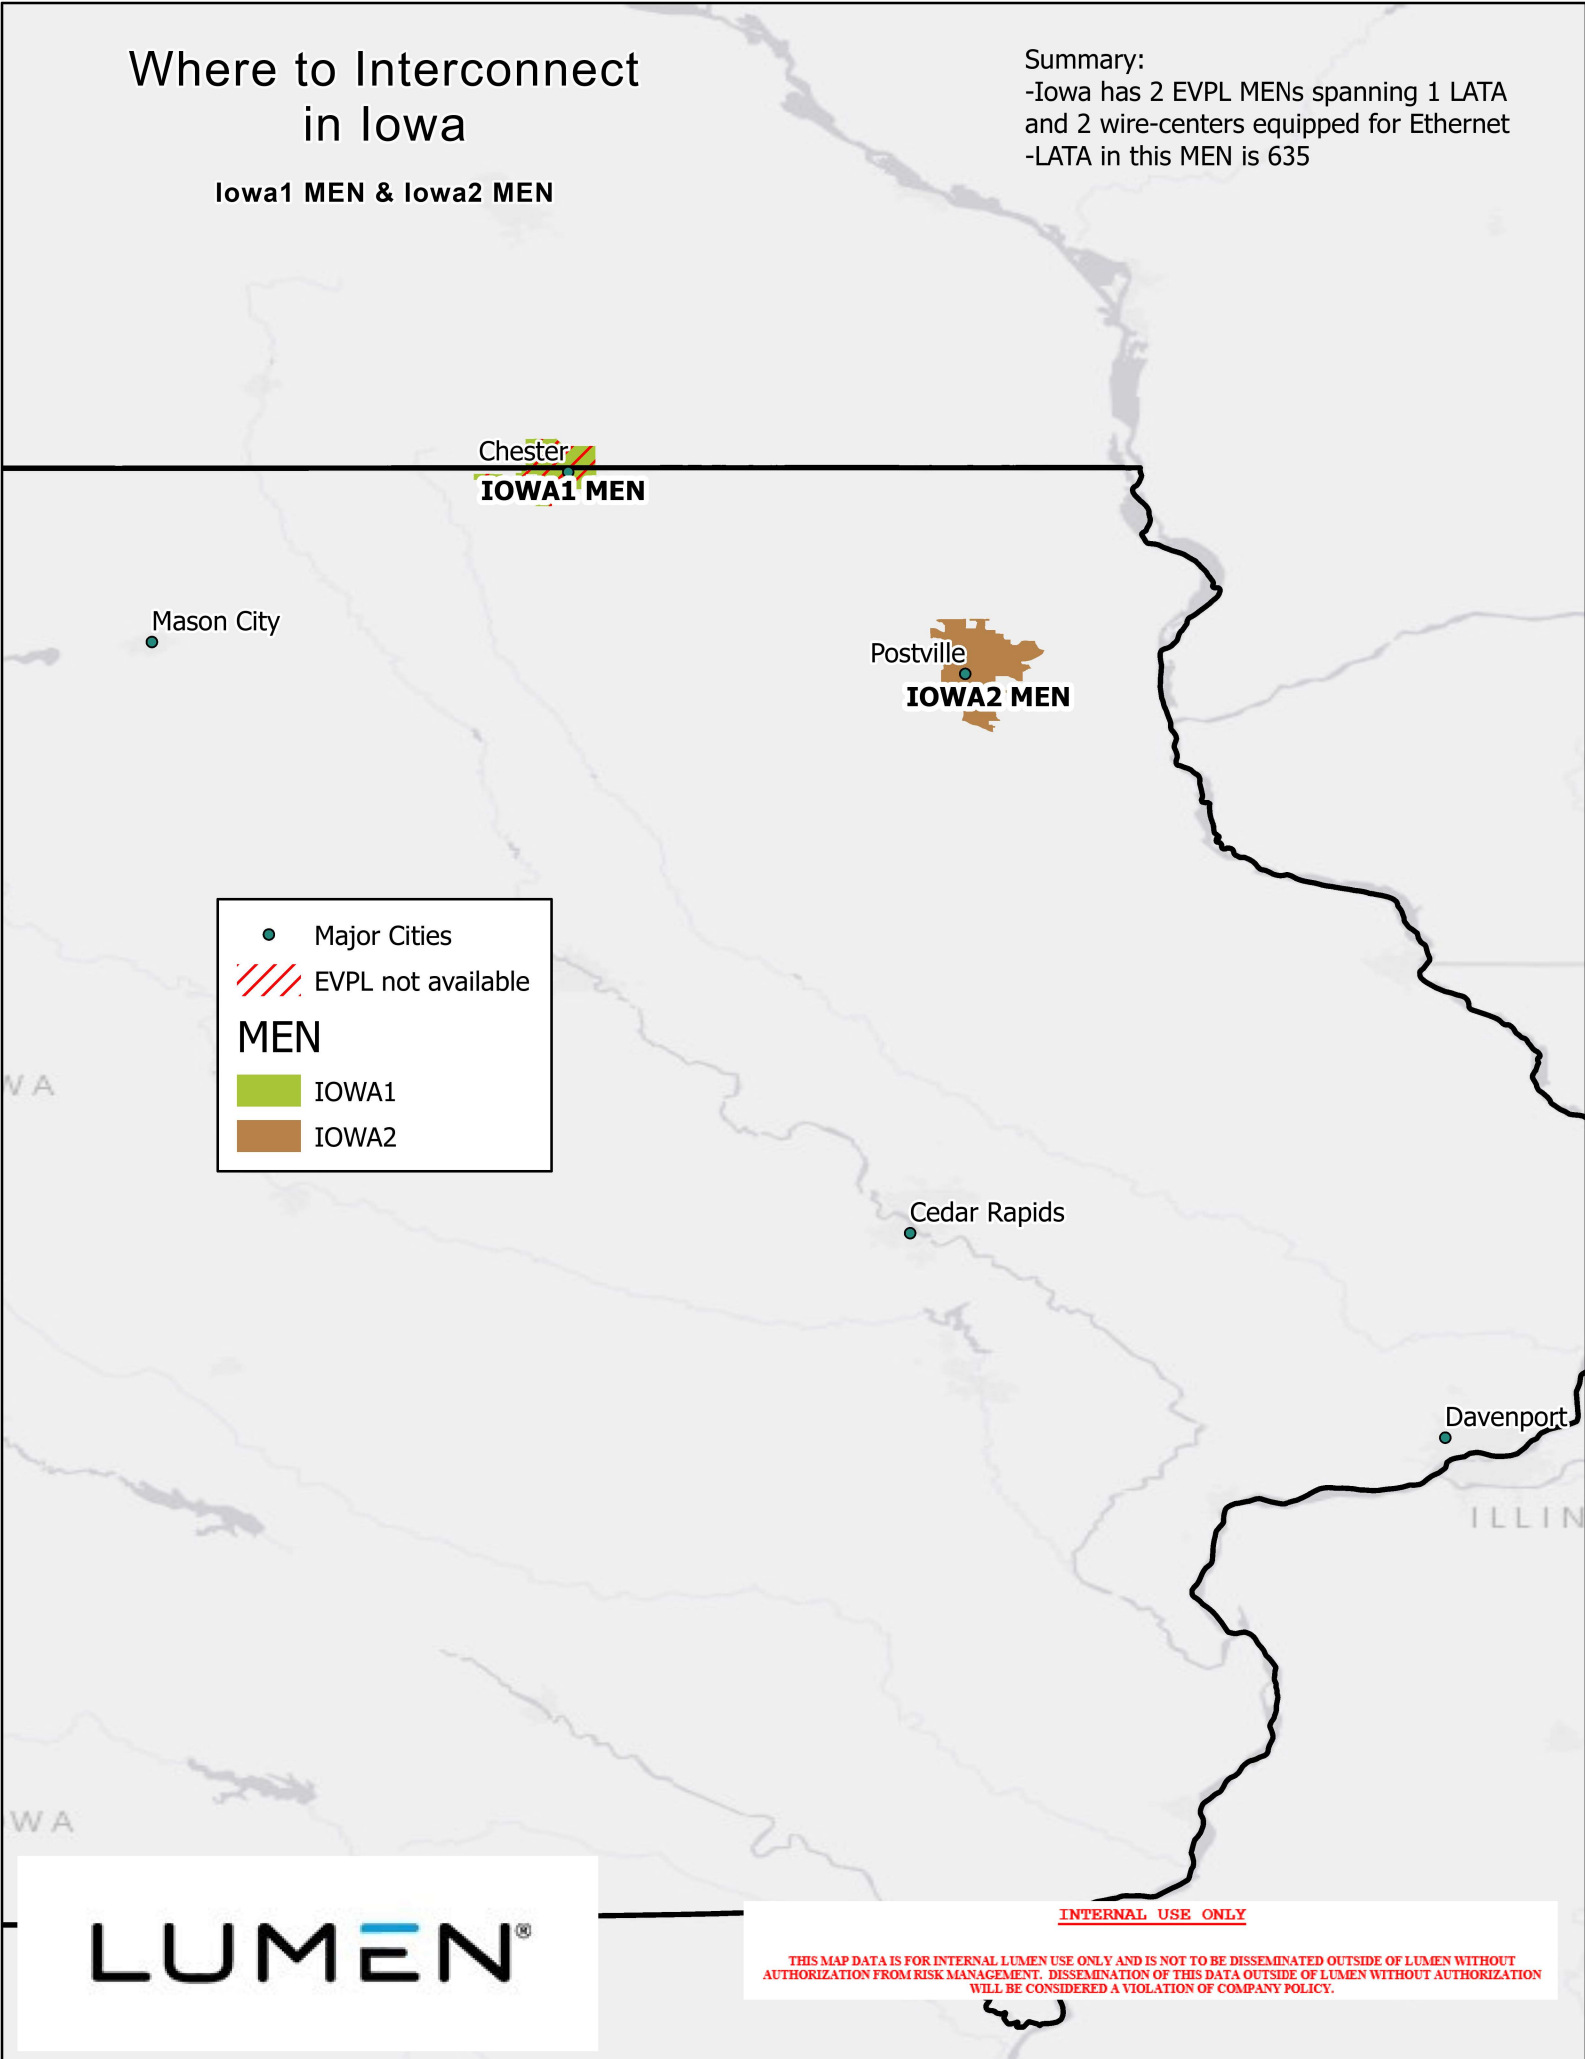 Where to Interconnect
in Iowa
Iowa1 MEN & Iowa2 MEN
Summary:
-Iowa has 2 EVPL MENs spanning 1 LATA
and 2 wire-centers equipped for Ethernet
-LATA in this MEN is 635
Chester
IOWA1 MEN
Mason City
Postville
IOWA2 MEN
Major Cities
EVPL not available
MEN
IOWA1
IOWA2
WA
Cedar Rapids
Davenport
ILLIN
WA
LUMEN®
INTERNAL USE ONLY
THIS MAP DATA IS FOR INTERNAL LUMEN USE ONLY AND IS NOT TO BE DISSEMINATED OUTSIDE OF LUMEN WITHOUT
AUTHORIZATION FROM RISK MANAGEMENT. DISSEMINATION OF THIS DATA OUTSIDE OF LUMEN WITHOUT AUTHORIZATION
WILL BE CONSIDERED A VIOLATION OF COMPANY POLICY.